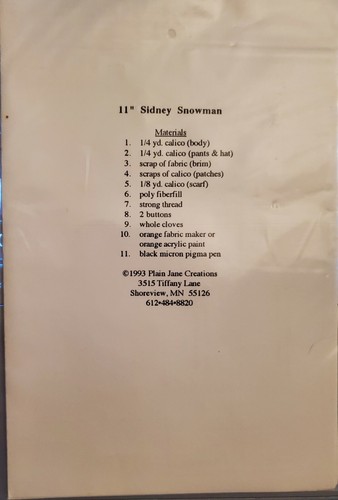 11" Sidney Snowman
Materials
1. 1/4 yd. calico (body)
2. 1/4 yd. calico (pants & hat)
3. scrap of fabric (brim)
4. scraps of calico (patches)
5. 1/8 yd. calico (scarf)
6. poly fiberfill
7. strong thread
8. 2 buttons
9. whole cloves
10. orange fabric maker or
orange acrylic paint
11. black micron pigma pen
©1993 Plain Jane Creations
3515 Tiffany Lane
Shoreview, MN 55126
612•484•8820